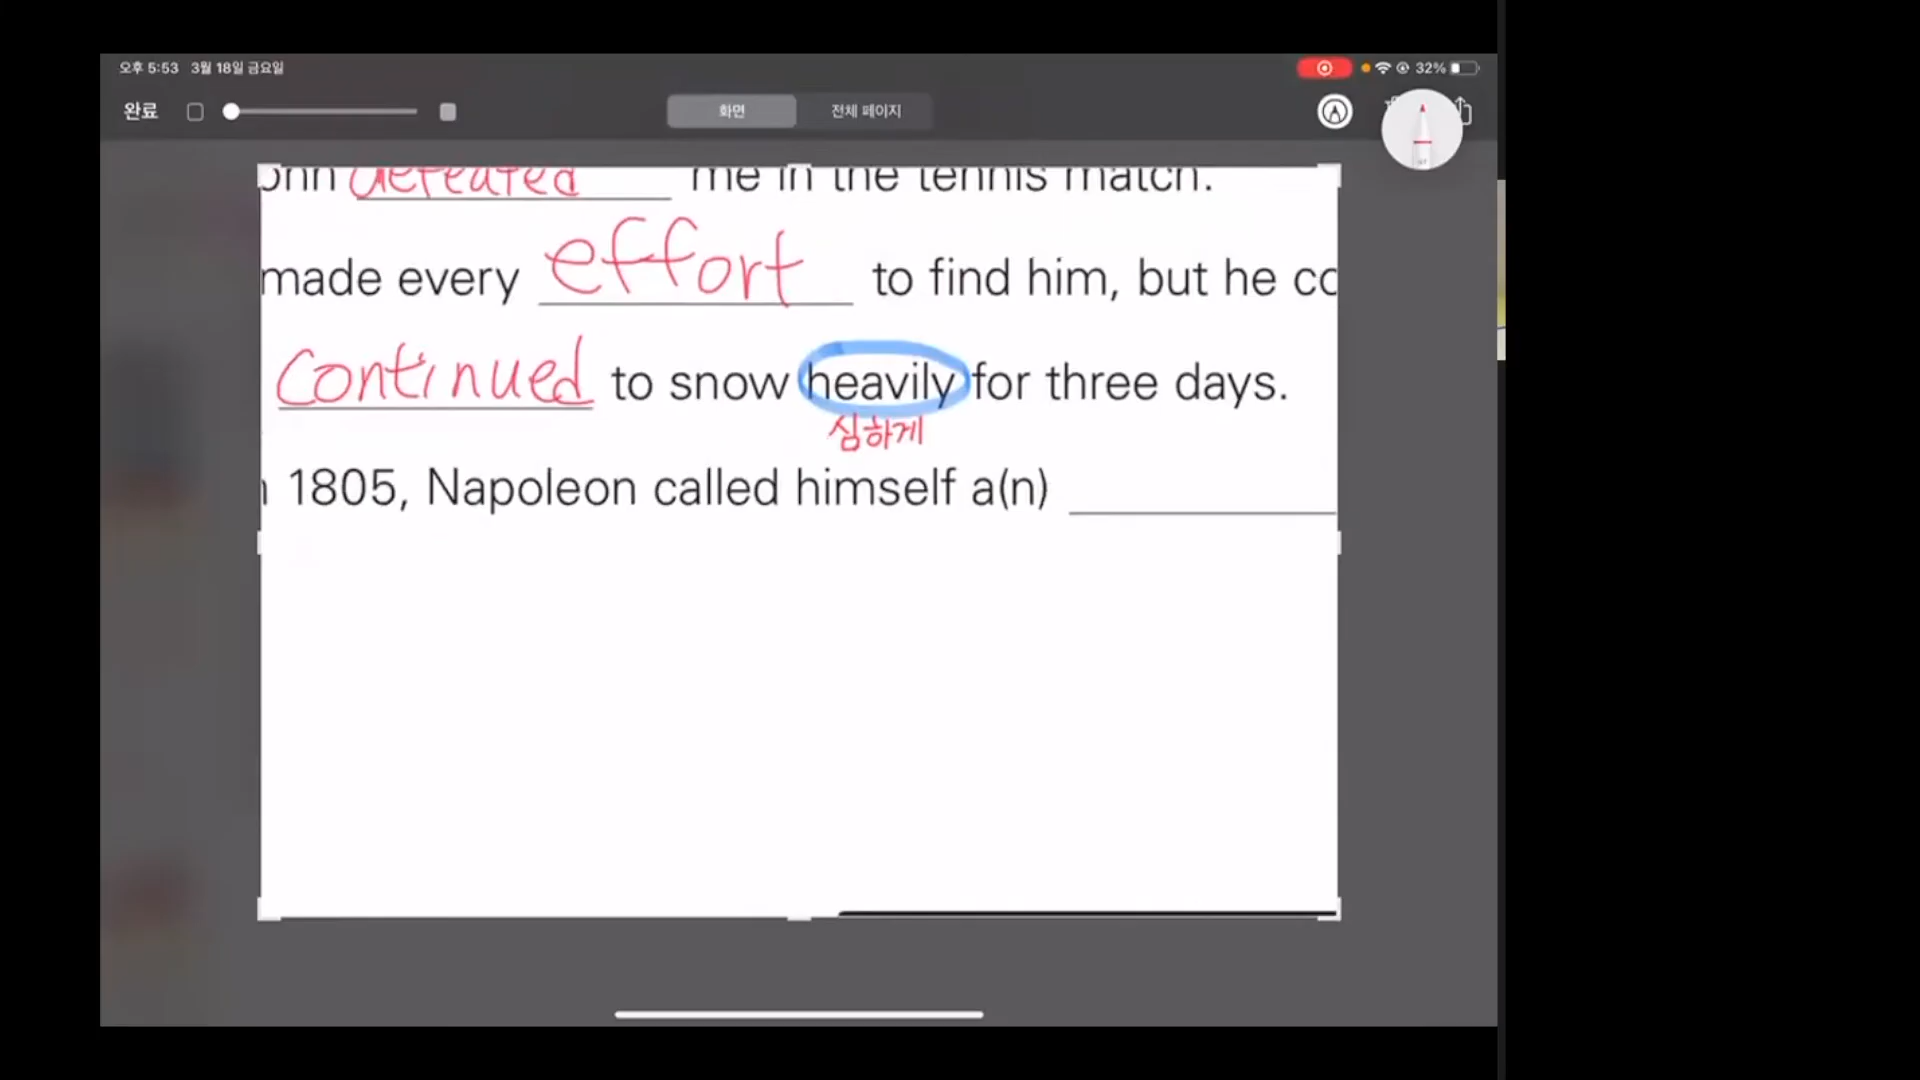 오후 5:53 3월 18일 금요일 32%
완료 화면 전체 페이지
defeated me in the tennis match.
made every effort to find him, but he
continued to snow heavily for three days.
심하게
1805, Napoleon called himself a(n)